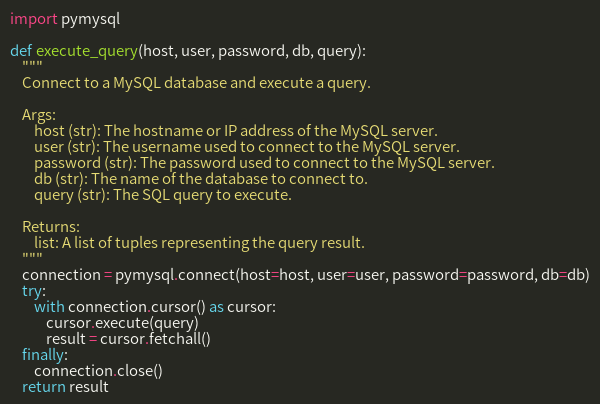 import pymysql

def execute_query(host, user, password, db, query):
    """
    Connect to a MySQL database and execute a query.

    Args:
        host (str): The hostname or IP address of the MySQL server.
        user (str): The username used to connect to the MySQL server.
        password (str): The password used to connect to the MySQL server.
        db (str): The name of the database to connect to.
        query (str): The SQL query to execute.

    Returns:
        list: A list of tuples representing the query result.
    """
    connection = pymysql.connect(host=host, user=user, password=password, db=db)
    try:
        with connection.cursor() as cursor:
            cursor.execute(query)
            result = cursor.fetchall()
    finally:
        connection.close()
    return result